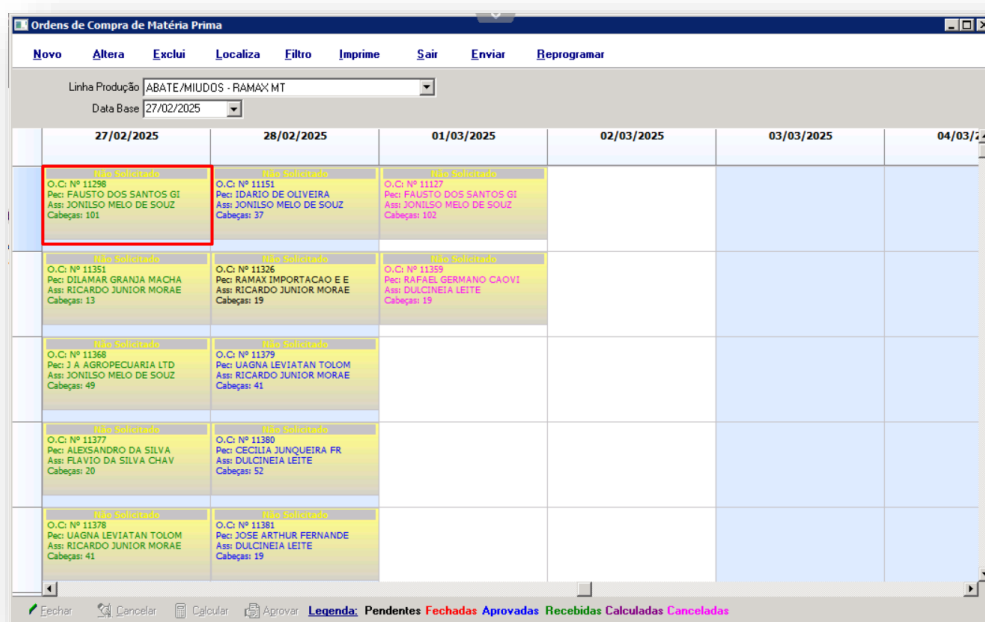 Ordens de Compra de Matéria Prima
Novo Altera Exclui Localiza Filtro Imprime Sair Enviar Reprogramar
Linha Produção ABATE/MIUDOS - RAMAX MT
Data Base 27/02/2025
27/02/2025 28/02/2025 01/03/2025 02/03/2025 03/03/2025 04/03/2
Não Solicitado
O.C: Nº 11298
Pec: FAUSTO DOS SANTOS GI
Ass: JONILSO MELO DE SOUZ
Cabeças: 101
Não Solicitado
O.C: Nº 11151
Pec: IDARIO DE OLIVEIRA
Ass: JONILSO MELO DE SOUZ
Cabeças: 37
Não Solicitado
O.C: Nº 11127
Pec: FAUSTO DOS SANTOS GI
Ass: JONILSO MELO DE SOUZ
Cabeças: 102
Não Solicitado
O.C: Nº 11351
Pec: DILAMAR GRANJA MACHA
Ass: RICARDO JUNIOR MORAE
Cabeças: 13
Não Solicitado
O.C: Nº 11326
Pec: RAMAX IMPORTACAO E E
Ass: RICARDO JUNIOR MORAE
Cabeças: 19
Não Solicitado
O.C: Nº 11359
Pec: RAFAEL GERMANO CAOVI
Ass: DULCINEIA LEITE
Cabeças: 19
Não Solicitado
O.C: Nº 11368
Pec: J A AGROPECUARIA LTD
Ass: JONILSO MELO DE SOUZ
Cabeças: 49
Não Solicitado
O.C: Nº 11379
Pec: UAGNA LEVIATAN TOLOM
Ass: RICARDO JUNIOR MORAE
Cabeças: 41
Não Solicitado
O.C: Nº 11377
Pec: ALEXSANDRO DA SILVA
Ass: FLAVIO DA SILVA CHAV
Cabeças: 20
Não Solicitado
O.C: Nº 11380
Pec: CECILIA JUNQUEIRA FR
Ass: DULCINEIA LEITE
Cabeças: 52
Não Solicitado
O.C: Nº 11378
Pec: UAGNA LEVIATAN TOLOM
Ass: RICARDO JUNIOR MORAE
Cabeças: 41
Não Solicitado
O.C: Nº 11381
Pec: JOSE ARTHUR FERNANDE
Ass: DULCINEIA LEITE
Cabeças: 19
Fechar Cancelar Calcular Aprovar Legenda: Pendentes Fechadas Aprovadas Recebidas Calculadas Canceladas